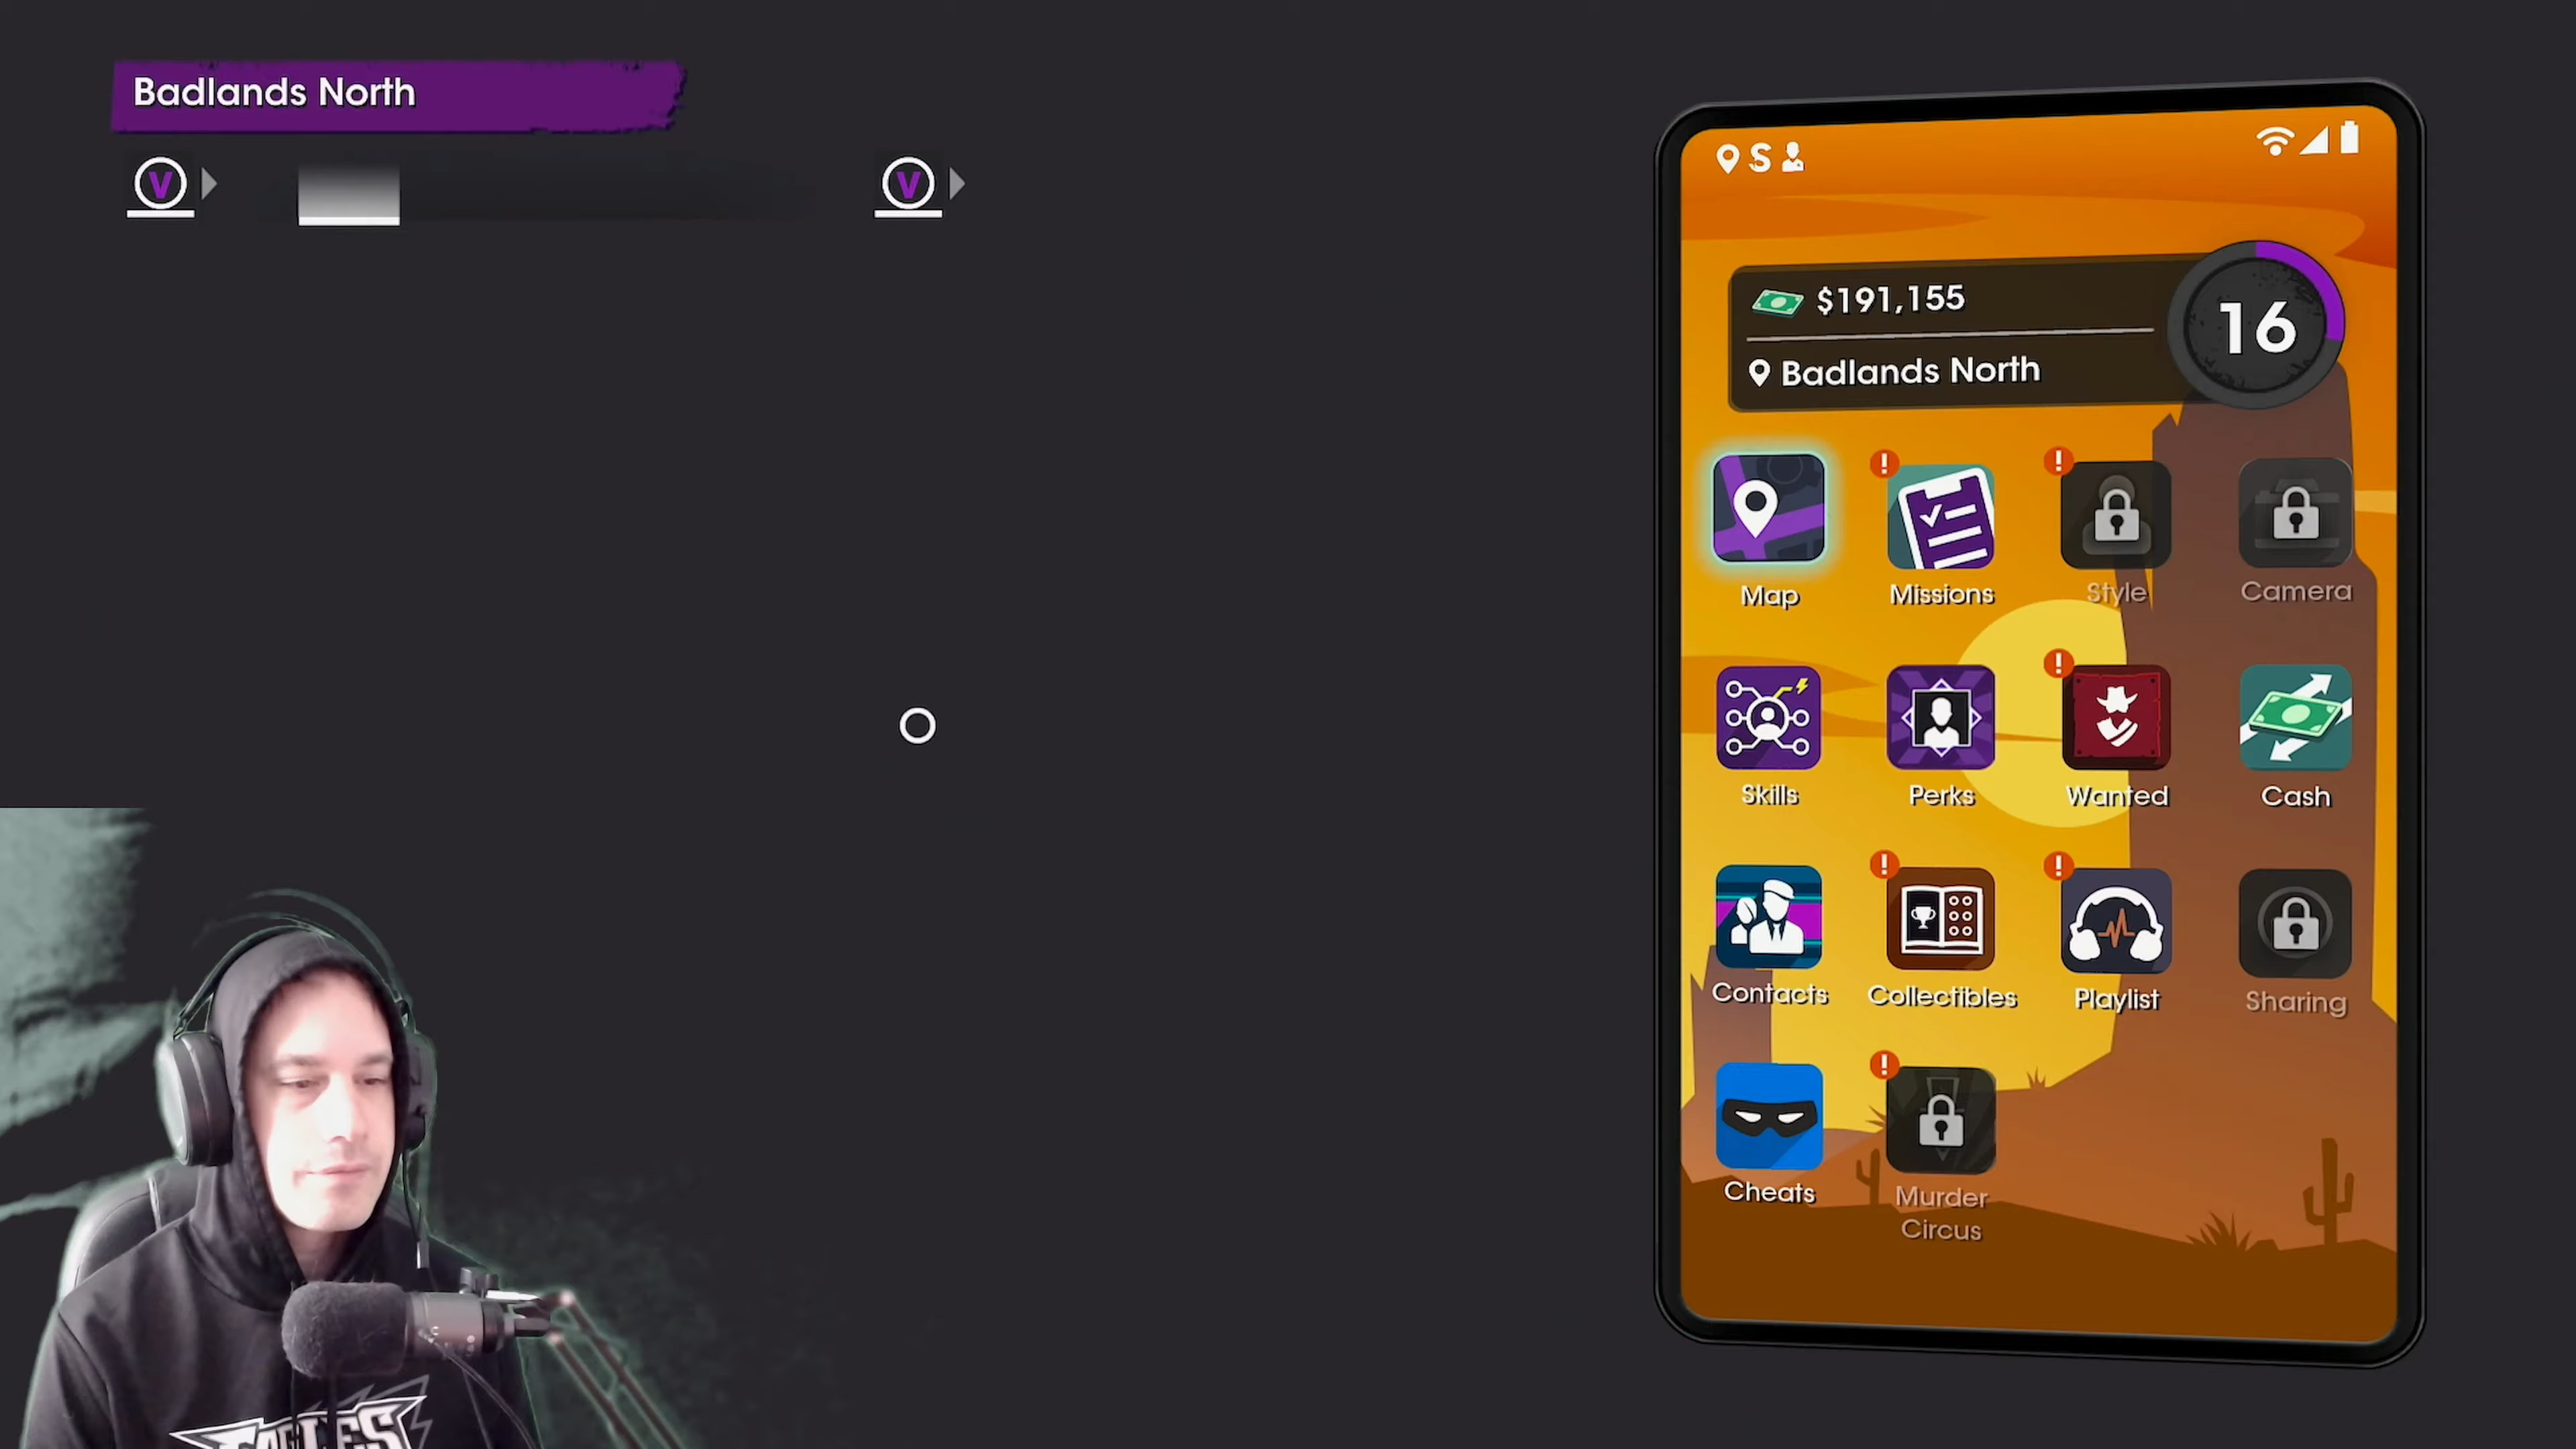 Badlands North
V
V
S
$191,155
16
Badlands North
Map
Missions
Style
Camera
Skills
Perks
Wanted
Cash
Contacts
Collectibles
Playlist
Sharing
Cheats
Murder
Circus
EAGLES